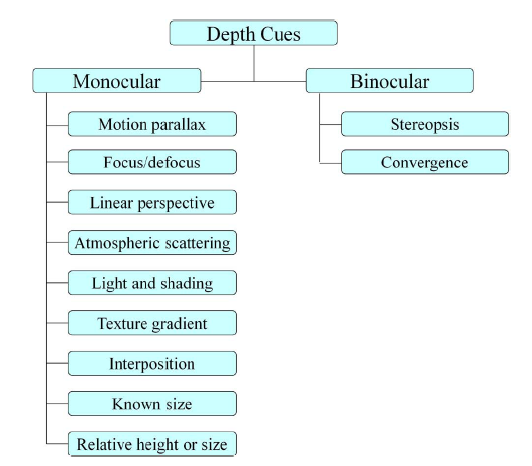 Depth Cues
Monocular
Binocular
Motion parallax
Focus/defocus
Linear perspective
Atmospheric scattering
Light and shading
Texture gradient
Interposition
Known size
Relative height or size
Stereopsis
Convergence